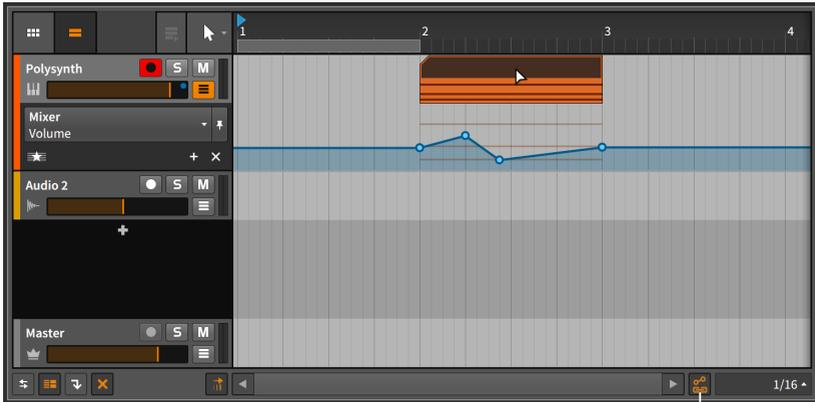 1 2 3 4
Polysynth S M
Mixer
Volume
Audio 2 S M
Master S M
1/16